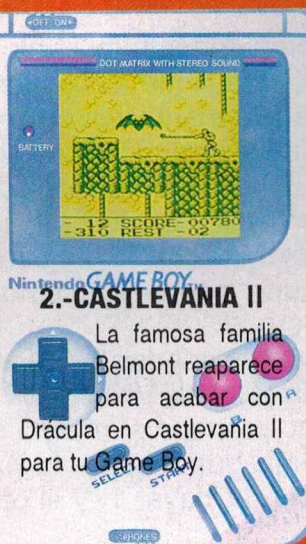 OFF ON
DOT MATRIX WITH STEREO SOUND
BATTERY
- 12 SCORE-00780
-310 REST -02
Nintendo GAME BOY TM
2.-CASTLEVANIA II
La famosa familia
Belmont reaparece
para acabar con
Drácula en Castlevania II
para tu Game Boy.
B
A
SELECT
START
PHONES